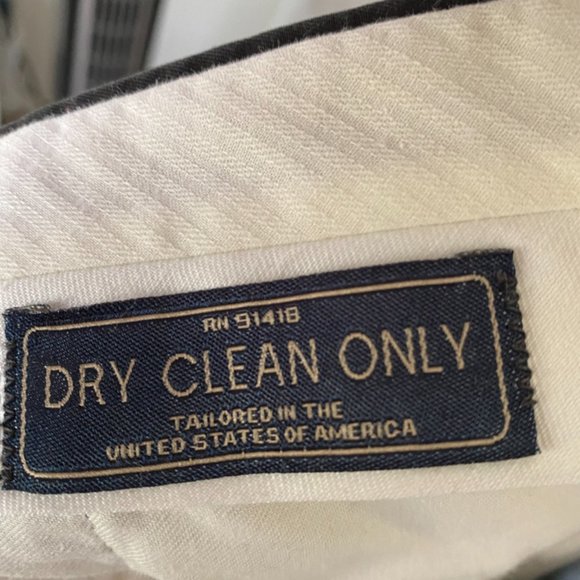 RN 91418
DRY CLEAN ONLY
TAILORED IN THE
UNITED STATES OF AMERICA